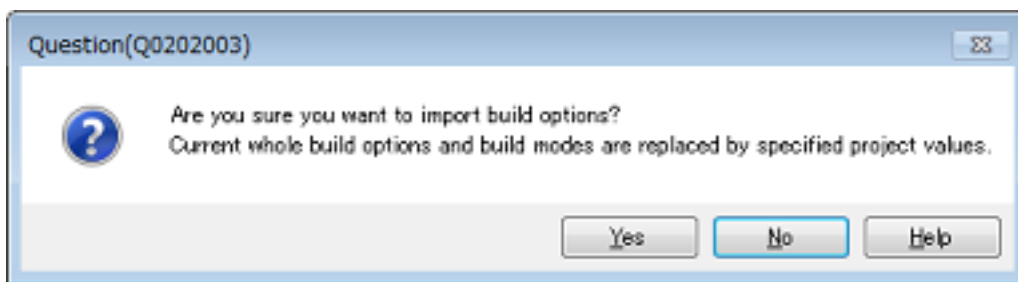 Question(Q0202003)
Are you sure you want to import build options?
Current whole build options and build modes are replaced by specified project values.
Yes
No
Help